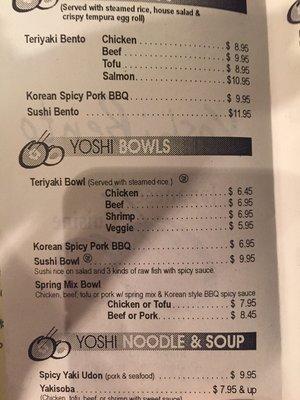 (Served with steamed rice, house salad &
crispy tempura egg roll)
Teriyaki Bento Chicken $ 8.95
Beef $ 9.95
Tofu $ 8.95
Salmon $10.95
Korean Spicy Pork BBQ $ 9.95
Sushi Bento $11.95
YOSHI BOWLS
Teriyaki Bowl (Served with steamed rice.)
Chicken $ 6.45
Beef $ 6.95
Shrimp $ 6.95
Veggie $ 5.95
Korean Spicy Pork BBQ $ 6.95
Sushi Bowl $ 9.95
Sushi rice on salad and 3 kinds of raw fish with spicy sauce.
Spring Mix Bowl
Chicken, beef, tofu or pork w/ spring mix & Korean style BBQ spicy sauce
Chicken or Tofu $ 7.95
Beef or Pork $ 8.45
YOSHI NOODLE & SOUP
Spicy Yaki Udon (pork & seafood) $ 9.95
Yakisoba $ 7.95 & up
(Chicken, tofu, beef, or shrimp with sweet sauce)